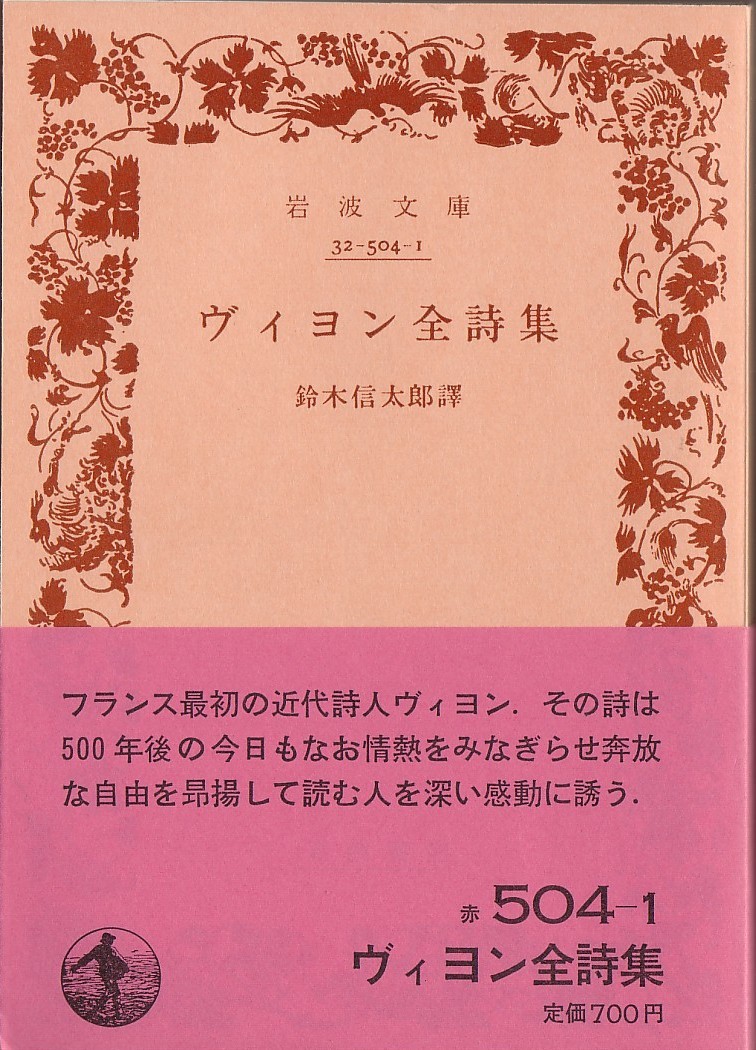 岩波文庫
32-504-1
ヴィヨン全詩集
鈴木信太郎譯
フランス最初の近代詩人ヴィヨン．その詩は
500年後の今日もなお情熱をみなぎらせ奔放
な自由を昂揚して読む人を深い感動に誘う．
赤 504-1
ヴィヨン全詩集
定価700円